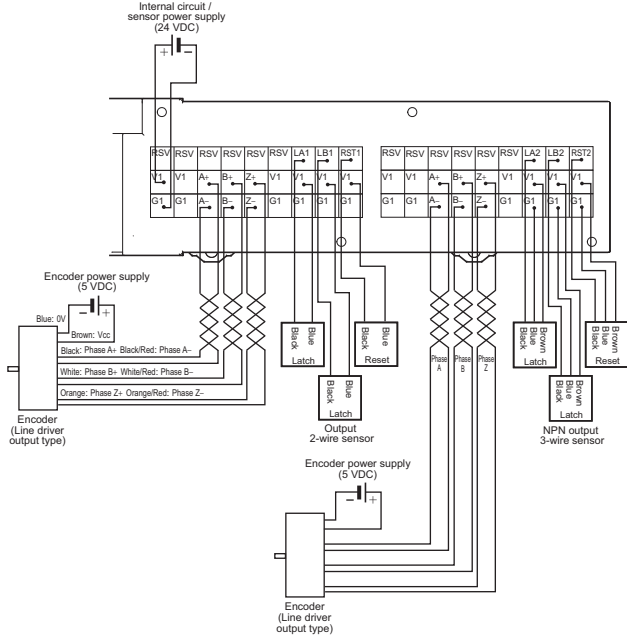 Internal circuit /
sensor power supply
(24 VDC)
+ −
RSV RSV RSV RSV RSV RSV LA1 LB1 RST1
V1 V1 A+ B+ Z+ V1 V1 V1 V1
G1 G1 A− B− Z− G1 G1 G1 G1
RSV RSV RSV RSV RSV RSV LA2 LB2 RST2
V1 V1 A+ B+ Z+ V1 V1 V1 V1
G1 G1 A− B− Z− G1 G1 G1 G1
Encoder power supply
(5 VDC)
− +
Blue: 0V
Brown: Vcc
Black: Phase A+ Black/Red: Phase A−
White: Phase B+ White/Red: Phase B−
Orange: Phase Z+ Orange/Red: Phase Z−
Encoder
(Line driver
output type)
Black Blue
Latch
Black Blue
Latch
Output
2-wire sensor
Black Blue
Reset
Phase A
Phase B
Phase Z
Black Blue Brown
Latch
Black Blue Brown
Latch
NPN output
3-wire sensor
Black Blue Brown
Reset
Encoder power supply
(5 VDC)
− +
Encoder
(Line driver
output type)